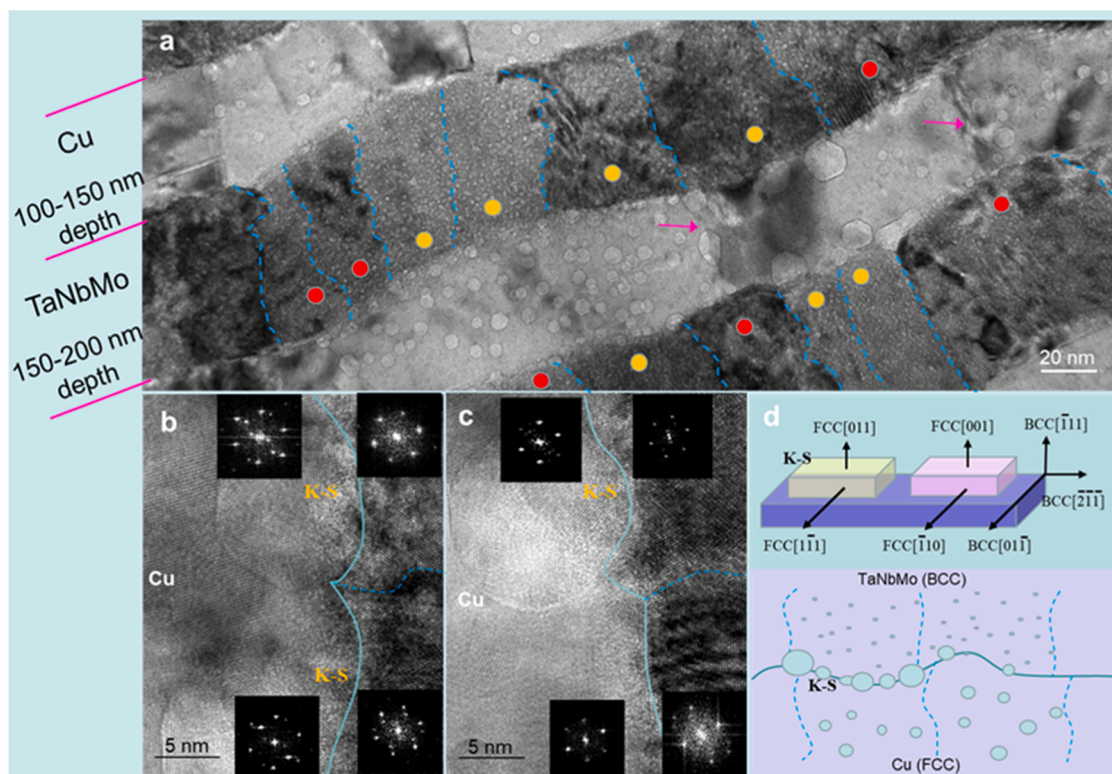 a
Cu
100-150 nm
depth
TaNbMo
150-200 nm
depth
20 nm
b
K-S
Cu
K-S
5 nm
c
K-S
Cu
5 nm
d
FCC[011]
FCC[001]
BCC[1̅11]
K-S
BCC[2̅1̅1̅]
FCC[11̅1]
FCC[1̅10]
BCC[011̅]
TaNbMo (BCC)
K-S
Cu (FCC)